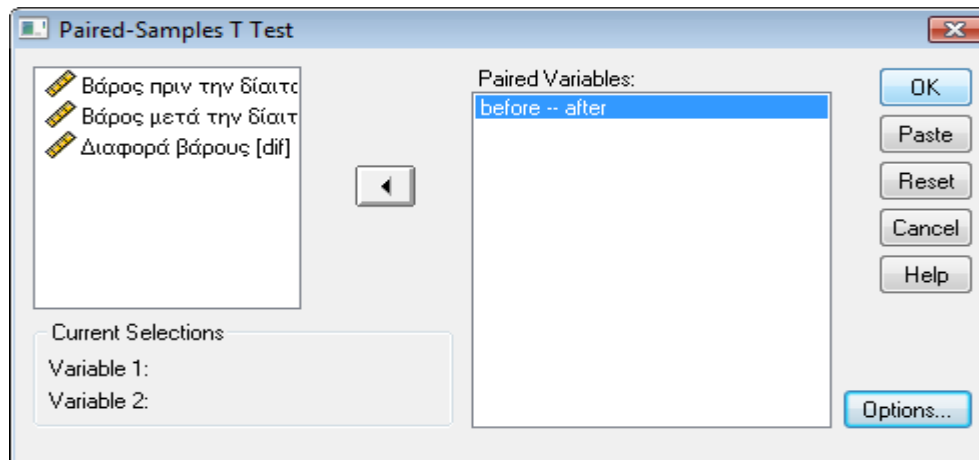 Paired-Samples T Test
Βάρος πριν την δίαιτα
Βάρος μετά την δίαιτ
Διαφορά βάρους [dif]
Paired Variables:
before -- after
OK
Paste
Reset
Cancel
Help
Current Selections
Variable 1:
Variable 2:
Options...